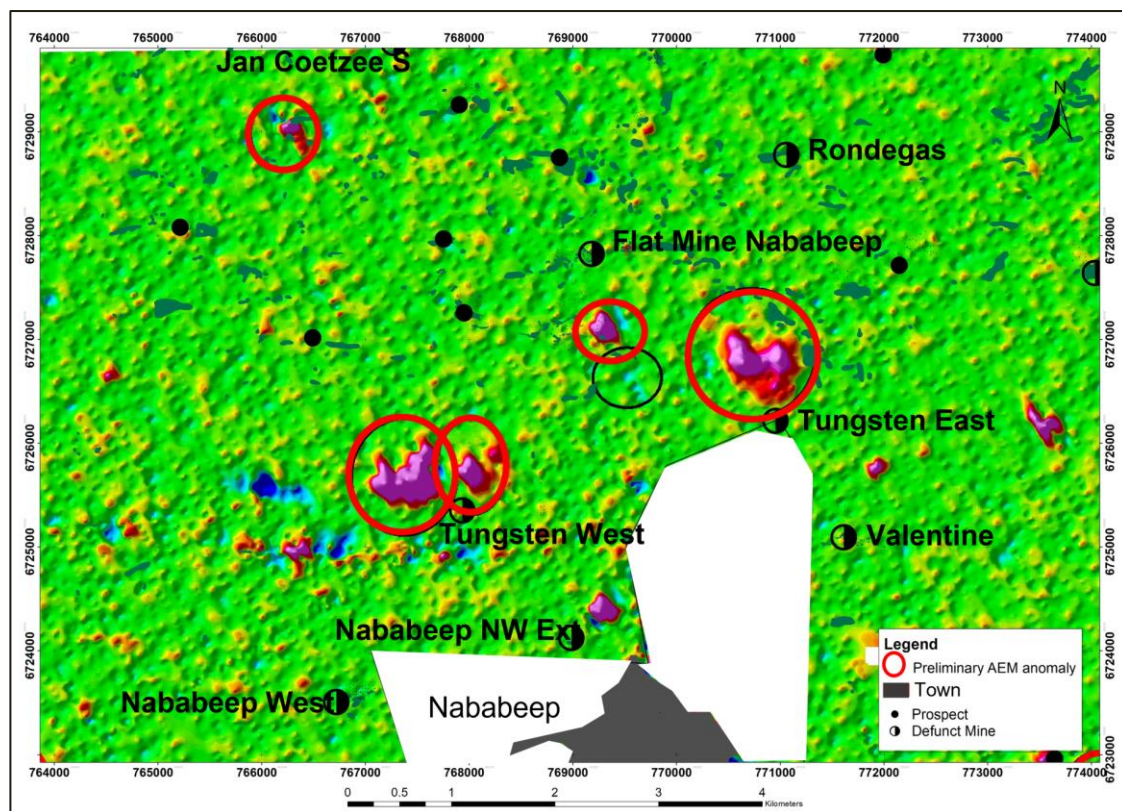 764000 765000 766000 767000 768000 769000 770000 771000 772000 773000 774000
Jan Coetzee S
N
6729000 6729000
Rondegas
6728000 6728000
Flat Mine Nababeep
6727000 6727000
Tungsten East
6726000 6726000
Tungsten West
Valentine
6725000 6725000
Nababeep NW Ext
6724000 6724000
Legend
Preliminary AEM anomaly
Town
Prospect
Defunct Mine
Nababeep West
Nababeep
6723000 6723000
764000 765000 766000 767000 768000 769000 770000 771000 772000 773000 774000
0 0.5 1 2 3 4
Kilometers